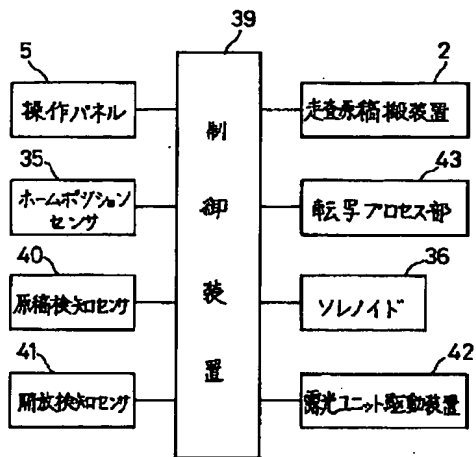 39
5
操作パネル
35
ホームポジション
センサ
40
原稿検知センサ
41
開放検知センサ
制
御
装
置
2
走査原稿搬装置
43
転写プロセス部
36
ソレノイド
42
露光ユニット駆動装置